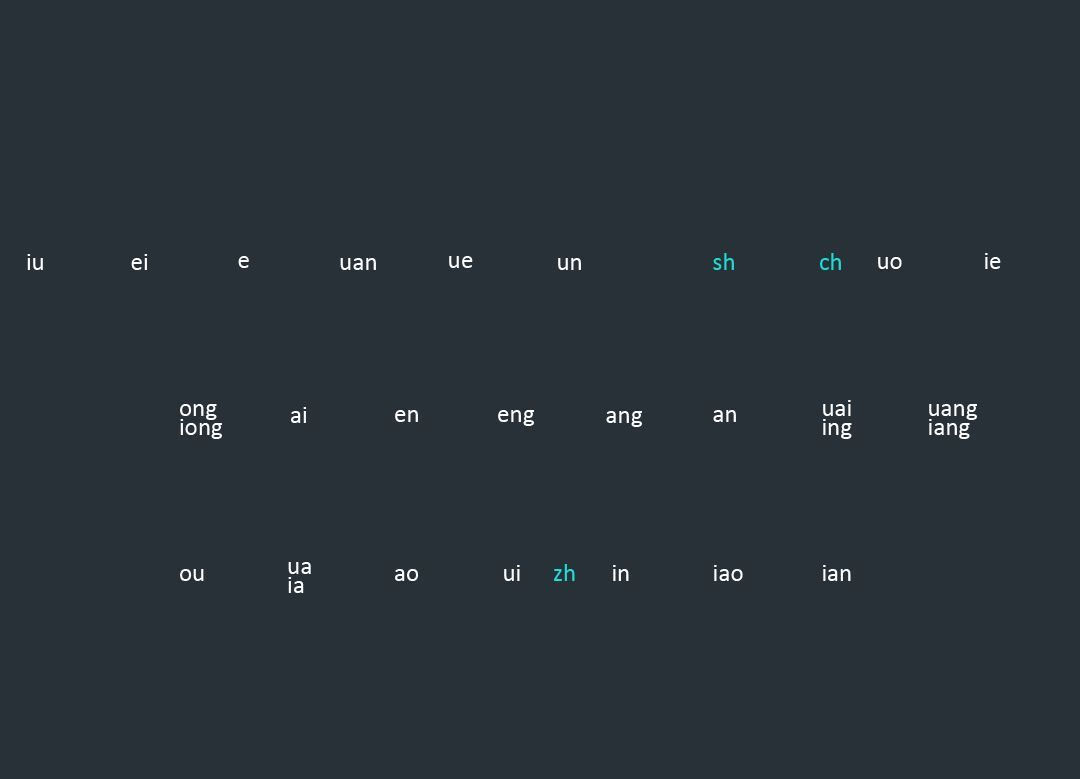 iu ei e uan ue un sh ch uo ie
ong ai en eng ang an uai uang
iong ing iang
ou ua ao ui zh in iao ian
ia